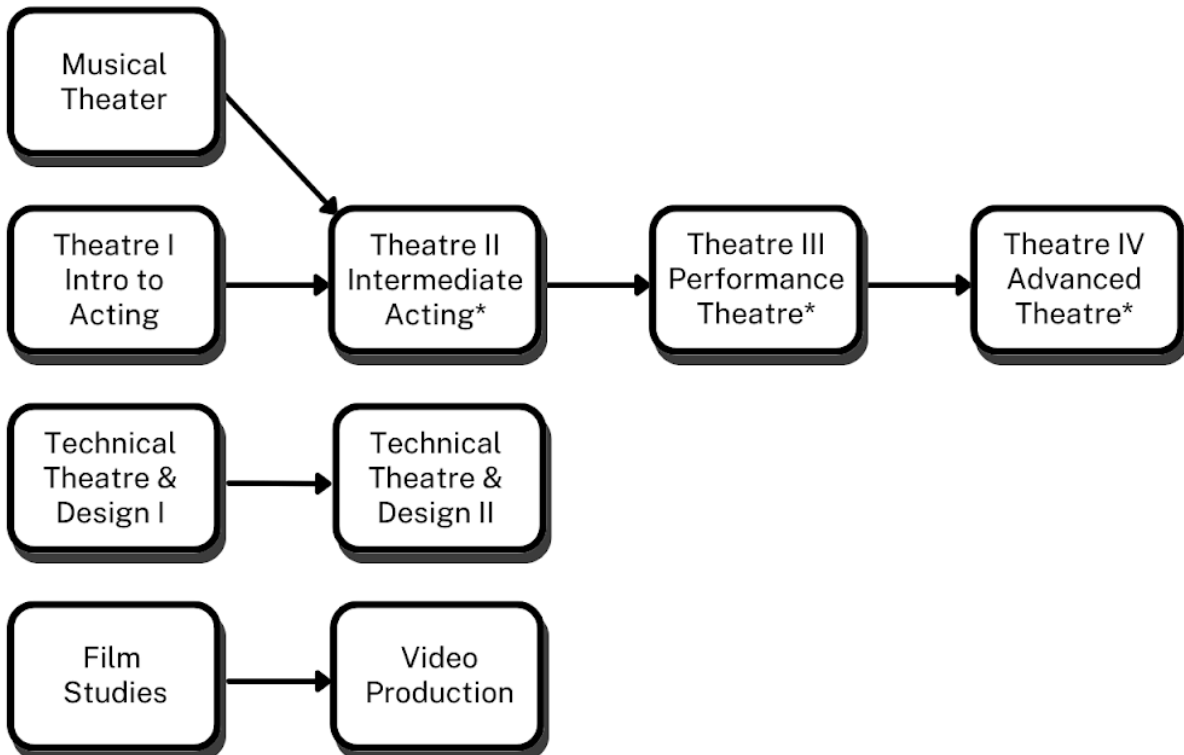 Musical
Theater
Theatre I
Intro to
Acting
Theatre II
Intermediate
Acting*
Theatre III
Performance
Theatre*
Theatre IV
Advanced
Theatre*
Technical
Theatre &
Design I
Technical
Theatre &
Design II
Film
Studies
Video
Production